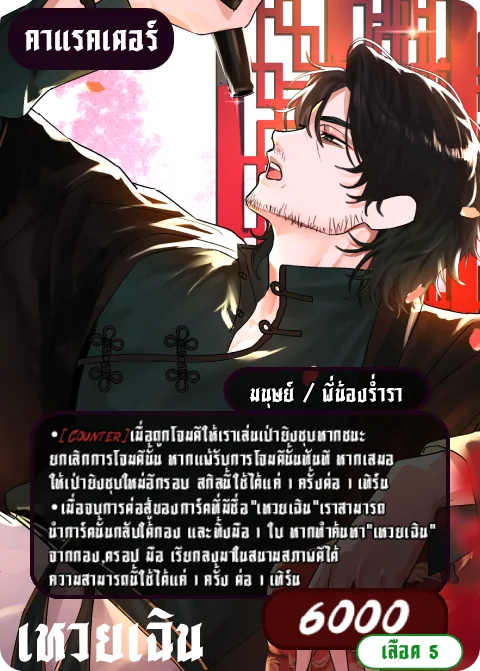 คาแรคเตอร์
มนุษย์ / พี่น้องร่ำรา
•[COUNTER]เมื่อถูกโจมตีให้เราเล่นเป่ายิงชุบหากชนะ
ยกเลิกการโจมตีนั้น หากแพ้รับการโจมตีนั้นทันที หากเสมอ
ให้เป่ายิงชุบใหม่อีกรอบ สกิลนี้ใช้ได้แค่ 1 ครั้งต่อ 1 เทิร์น
•เมื่อจบการต่อสู้ของการ์ดที่มีชื่อ"เหวยเฉิน"เราสามารถ
นำการ์ดนั้นกลับใต้กอง และทิ้งมือ 1 ใบ หากทำค้นหา"เหวยเฉิน"
จากกอง,ดรอป มือ เรียกลงมาในสนามสภาพตีได้
ความสามารถนี้ใช้ได้แค่ 1 ครั้ง ต่อ 1 เทิร์น
6000
เหวยเฉิน
เลือด 5